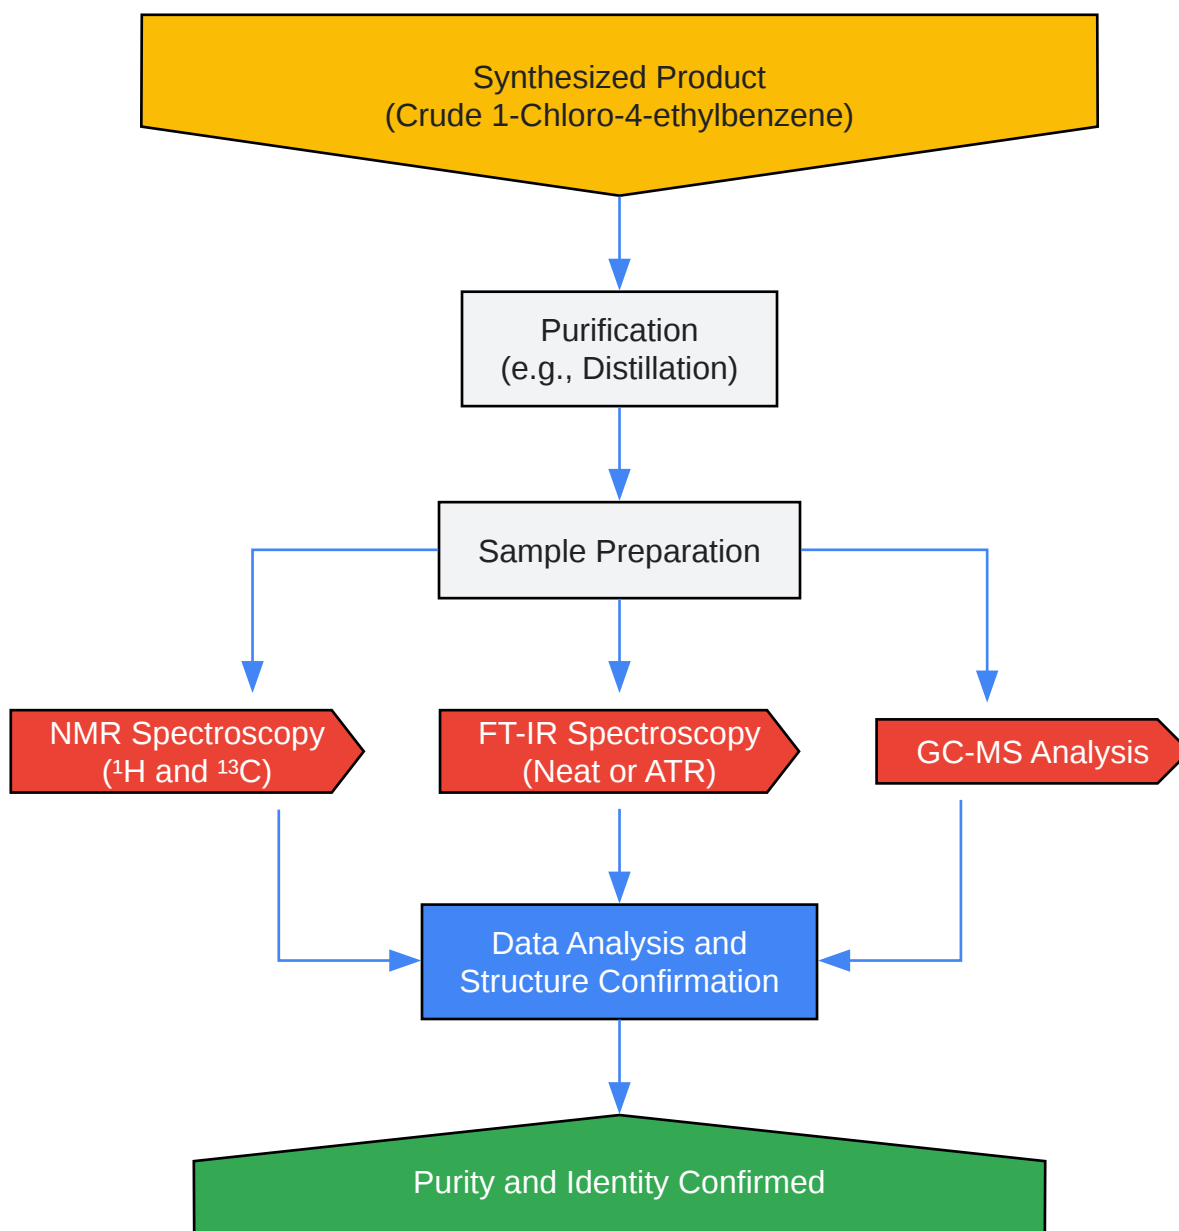 Synthesized Product
(Crude 1-Chloro-4-ethylbenzene)
Purification
(e.g., Distillation)
Sample Preparation
NMR Spectroscopy
(¹H and ¹³C)
FT-IR Spectroscopy
(Neat or ATR)
GC-MS Analysis
Data Analysis and
Structure Confirmation
Purity and Identity Confirmed